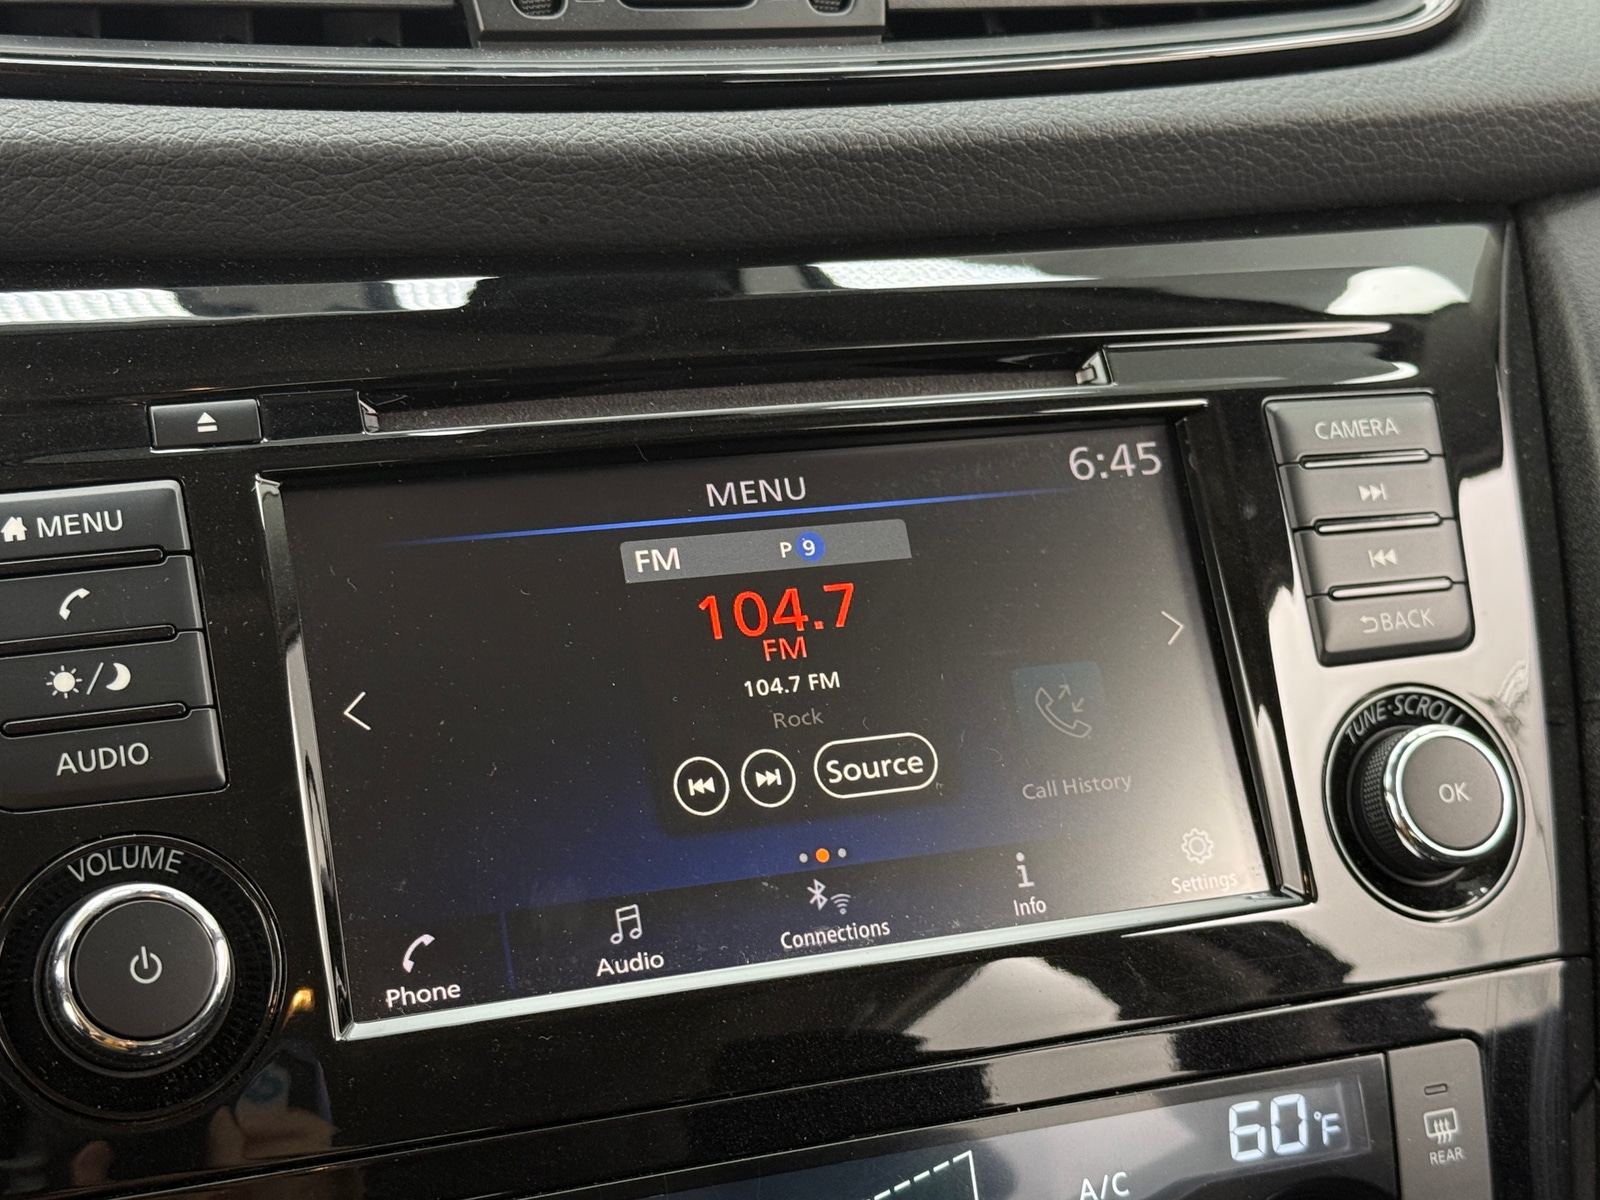 CAMERA
6:45
MENU
MENU
FM P 9
104.7
FM
104.7 FM
Rock
BACK
TUNE·SCROLL
OK
AUDIO
Source
Call History
VOLUME
Phone
Audio
Connections
Info
Settings
60°F
A/C
REAR